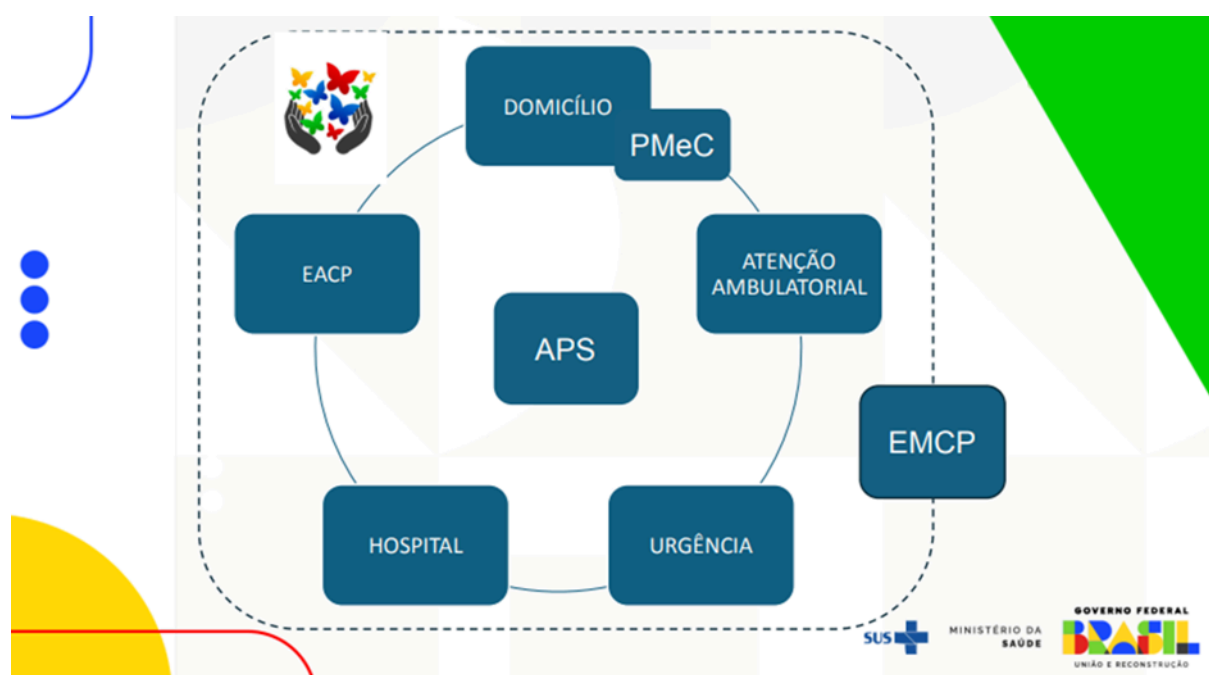 DOMICÍLIO
PMeC
EACP
ATENÇÃO
AMBULATORIAL
APS
EMCP
HOSPITAL
URGÊNCIA
SUS
MINISTÉRIO DA
SAÚDE
GOVERNO FEDERAL
BRASIL
UNIÃO E RECONSTRUÇÃO